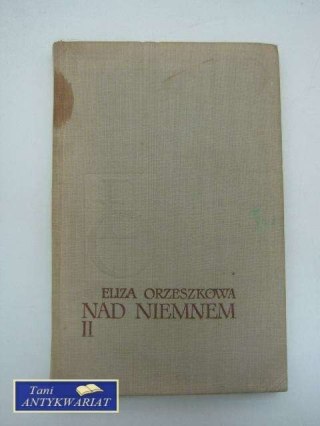 ELIZA ORZESZKOWA
NAD NIEMNEM
II
Tani
ANTYKWARIAT